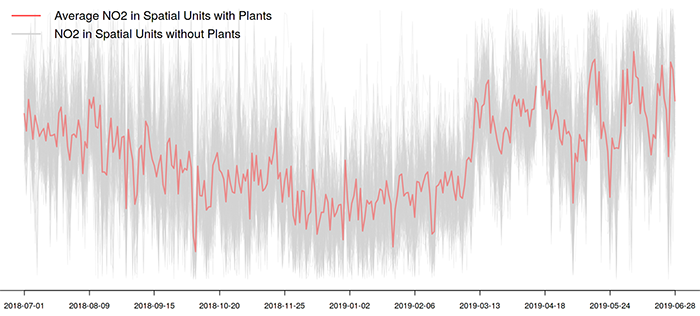 Average NO2 in Spatial Units with Plants
NO2 in Spatial Units without Plants
2018-07-01 2018-08-09 2018-09-15 2018-10-20 2018-11-25 2019-01-02 2019-02-06 2019-03-13 2019-04-18 2019-05-24 2019-06-28